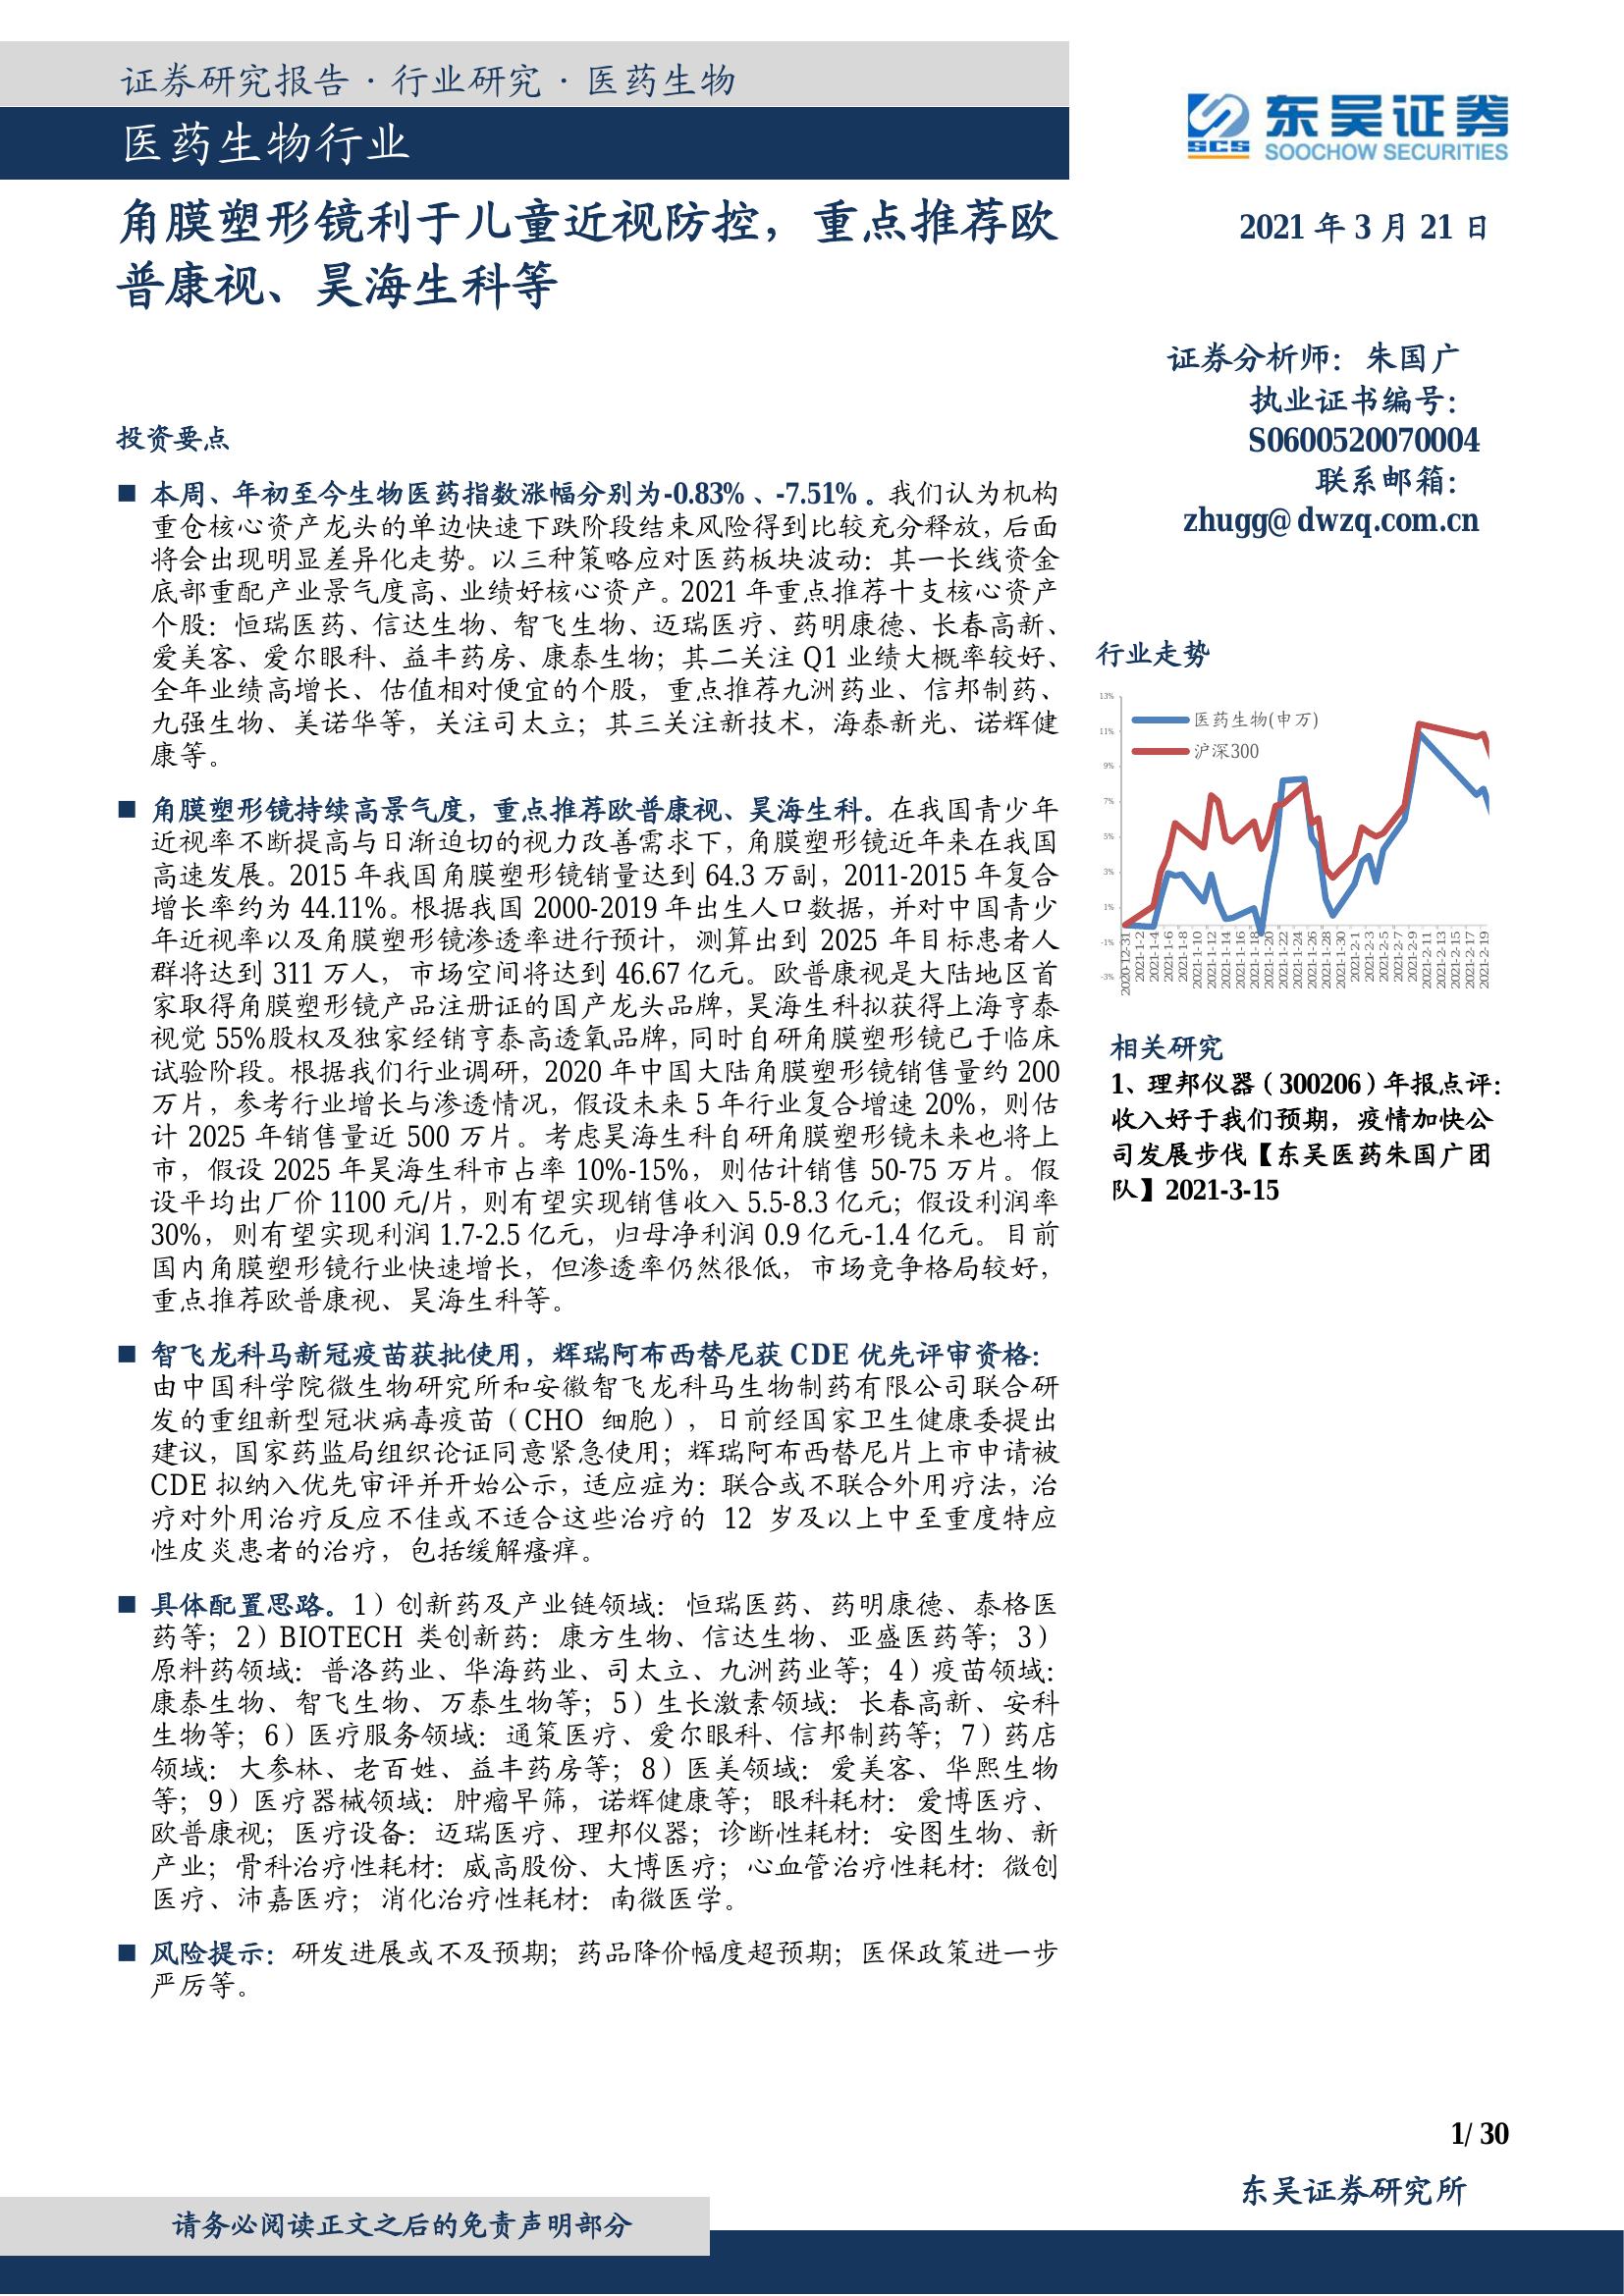 证券研究报告 · 行业研究 · 医药生物
医药生物行业
角膜塑形镜利于儿童近视防控，重点推荐欧
普康视、昊海生科等
SCS 东吴证券
SOOCHOW SECURITIES
2021 年 3 月 21 日
证券分析师：朱国广
执业证书编号：
S0600520070004
联系邮箱：
zhugg@dwzq.com.cn
投资要点
■ 本周、年初至今生物医药指数涨幅分别为-0.83%、-7.51%。我们认为机构
重仓核心资产龙头的单边快速下跌阶段结束风险得到比较充分释放，后面
将会出现明显差异化走势。以三种策略应对医药板块波动：其一长线资金
底部重配产业景气度高、业绩好核心资产。2021 年重点推荐十支核心资产
个股：恒瑞医药、信达生物、智飞生物、迈瑞医疗、药明康德、长春高新、
爱美客、爱尔眼科、益丰药房、康泰生物；其二关注 Q1 业绩大概率较好、
全年业绩高增长、估值相对便宜的个股，重点推荐九洲药业、信邦制药、
九强生物、美诺华等，关注司太立；其三关注新技术，海泰新光、诺辉健
康等。
■ 角膜塑形镜持续高景气度，重点推荐欧普康视、昊海生科。在我国青少年
近视率不断提高与日渐迫切的视力改善需求下，角膜塑形镜近年来在我国
高速发展。2015 年我国角膜塑形镜销量达到 64.3 万副，2011-2015 年复合
增长率约为 44.11%。根据我国 2000-2019 年出生人口数据，并对中国青少
年近视率以及角膜塑形镜渗透率进行预计，测算出到 2025 年目标患者人
群将达到 311 万人，市场空间将达到 46.67 亿元。欧普康视是大陆地区首
家取得角膜塑形镜产品注册证的国产龙头品牌，昊海生科拟获得上海亨泰
视觉 55%股权及独家经销亨泰高透氧品牌，同时自研角膜塑形镜已于临床
试验阶段。根据我们行业调研，2020 年中国大陆角膜塑形镜销售量约 200
万片，参考行业增长与渗透情况，假设未来 5 年行业复合增速 20%，则估
计 2025 年销售量近 500 万片。考虑昊海生科自研角膜塑形镜未来也将上
市，假设 2025 年昊海生科市占率 10%-15%，则估计销售 50-75 万片。假
设平均出厂价 1100 元/片，则有望实现销售收入 5.5-8.3 亿元；假设利润率
30%，则有望实现利润 1.7-2.5 亿元，归母净利润 0.9 亿元-1.4 亿元。目前
国内角膜塑形镜行业快速增长，但渗透率仍然很低，市场竞争格局较好，
重点推荐欧普康视、昊海生科等。
■ 智飞龙科马新冠疫苗获批使用，辉瑞阿布西替尼获 CDE 优先评审资格：
由中国科学院微生物研究所和安徽智飞龙科马生物制药有限公司联合研
发的重组新型冠状病毒疫苗（CHO 细胞），日前经国家卫生健康委提出
建议，国家药监局组织论证同意紧急使用；辉瑞阿布西替尼片上市申请被
CDE 拟纳入优先审评并开始公示，适应症为：联合或不联合外用疗法，治
疗对外用治疗反应不佳或不适合这些治疗的 12 岁及以上中至重度特应
性皮炎患者的治疗，包括缓解瘙痒。
■ 具体配置思路。1）创新药及产业链领域：恒瑞医药、药明康德、泰格医
药等；2）BIOTECH 类创新药：康方生物、信达生物、亚盛医药等；3）
原料药领域：普洛药业、华海药业、司太立、九洲药业等；4）疫苗领域：
康泰生物、智飞生物、万泰生物等；5）生长激素领域：长春高新、安科
生物等；6）医疗服务领域：通策医疗、爱尔眼科、信邦制药等；7）药店
领域：大参林、老百姓、益丰药房等；8）医美领域：爱美客、华熙生物
等；9）医疗器械领域：肿瘤早筛，诺辉健康等；眼科耗材：爱博医疗、
欧普康视；医疗设备：迈瑞医疗、理邦仪器；诊断性耗材：安图生物、新
产业；骨科治疗性耗材：威高股份、大博医疗；心血管治疗性耗材：微创
医疗、沛嘉医疗；消化治疗性耗材：南微医学。
■ 风险提示：研发进展或不及预期；药品降价幅度超预期；医保政策进一步
严厉等。
行业走势
13%
11%
9%
7%
5%
3%
1%
-1%
-3%
医药生物(申万)
沪深300
2020-12-31
2021-1-2
2021-1-4
2021-1-6
2021-1-8
2021-1-10
2021-1-12
2021-1-14
2021-1-16
2021-1-18
2021-1-20
2021-1-22
2021-1-24
2021-1-26
2021-1-28
2021-1-30
2021-2-1
2021-2-3
2021-2-5
2021-2-7
2021-2-9
2021-2-11
2021-2-13
2021-2-15
2021-2-17
2021-2-19
相关研究
1、理邦仪器（300206）年报点评：
收入好于我们预期，疫情加快公
司发展步伐【东吴医药朱国广团
队】2021-3-15
1/ 30
东吴证券研究所
请务必阅读正文之后的免责声明部分